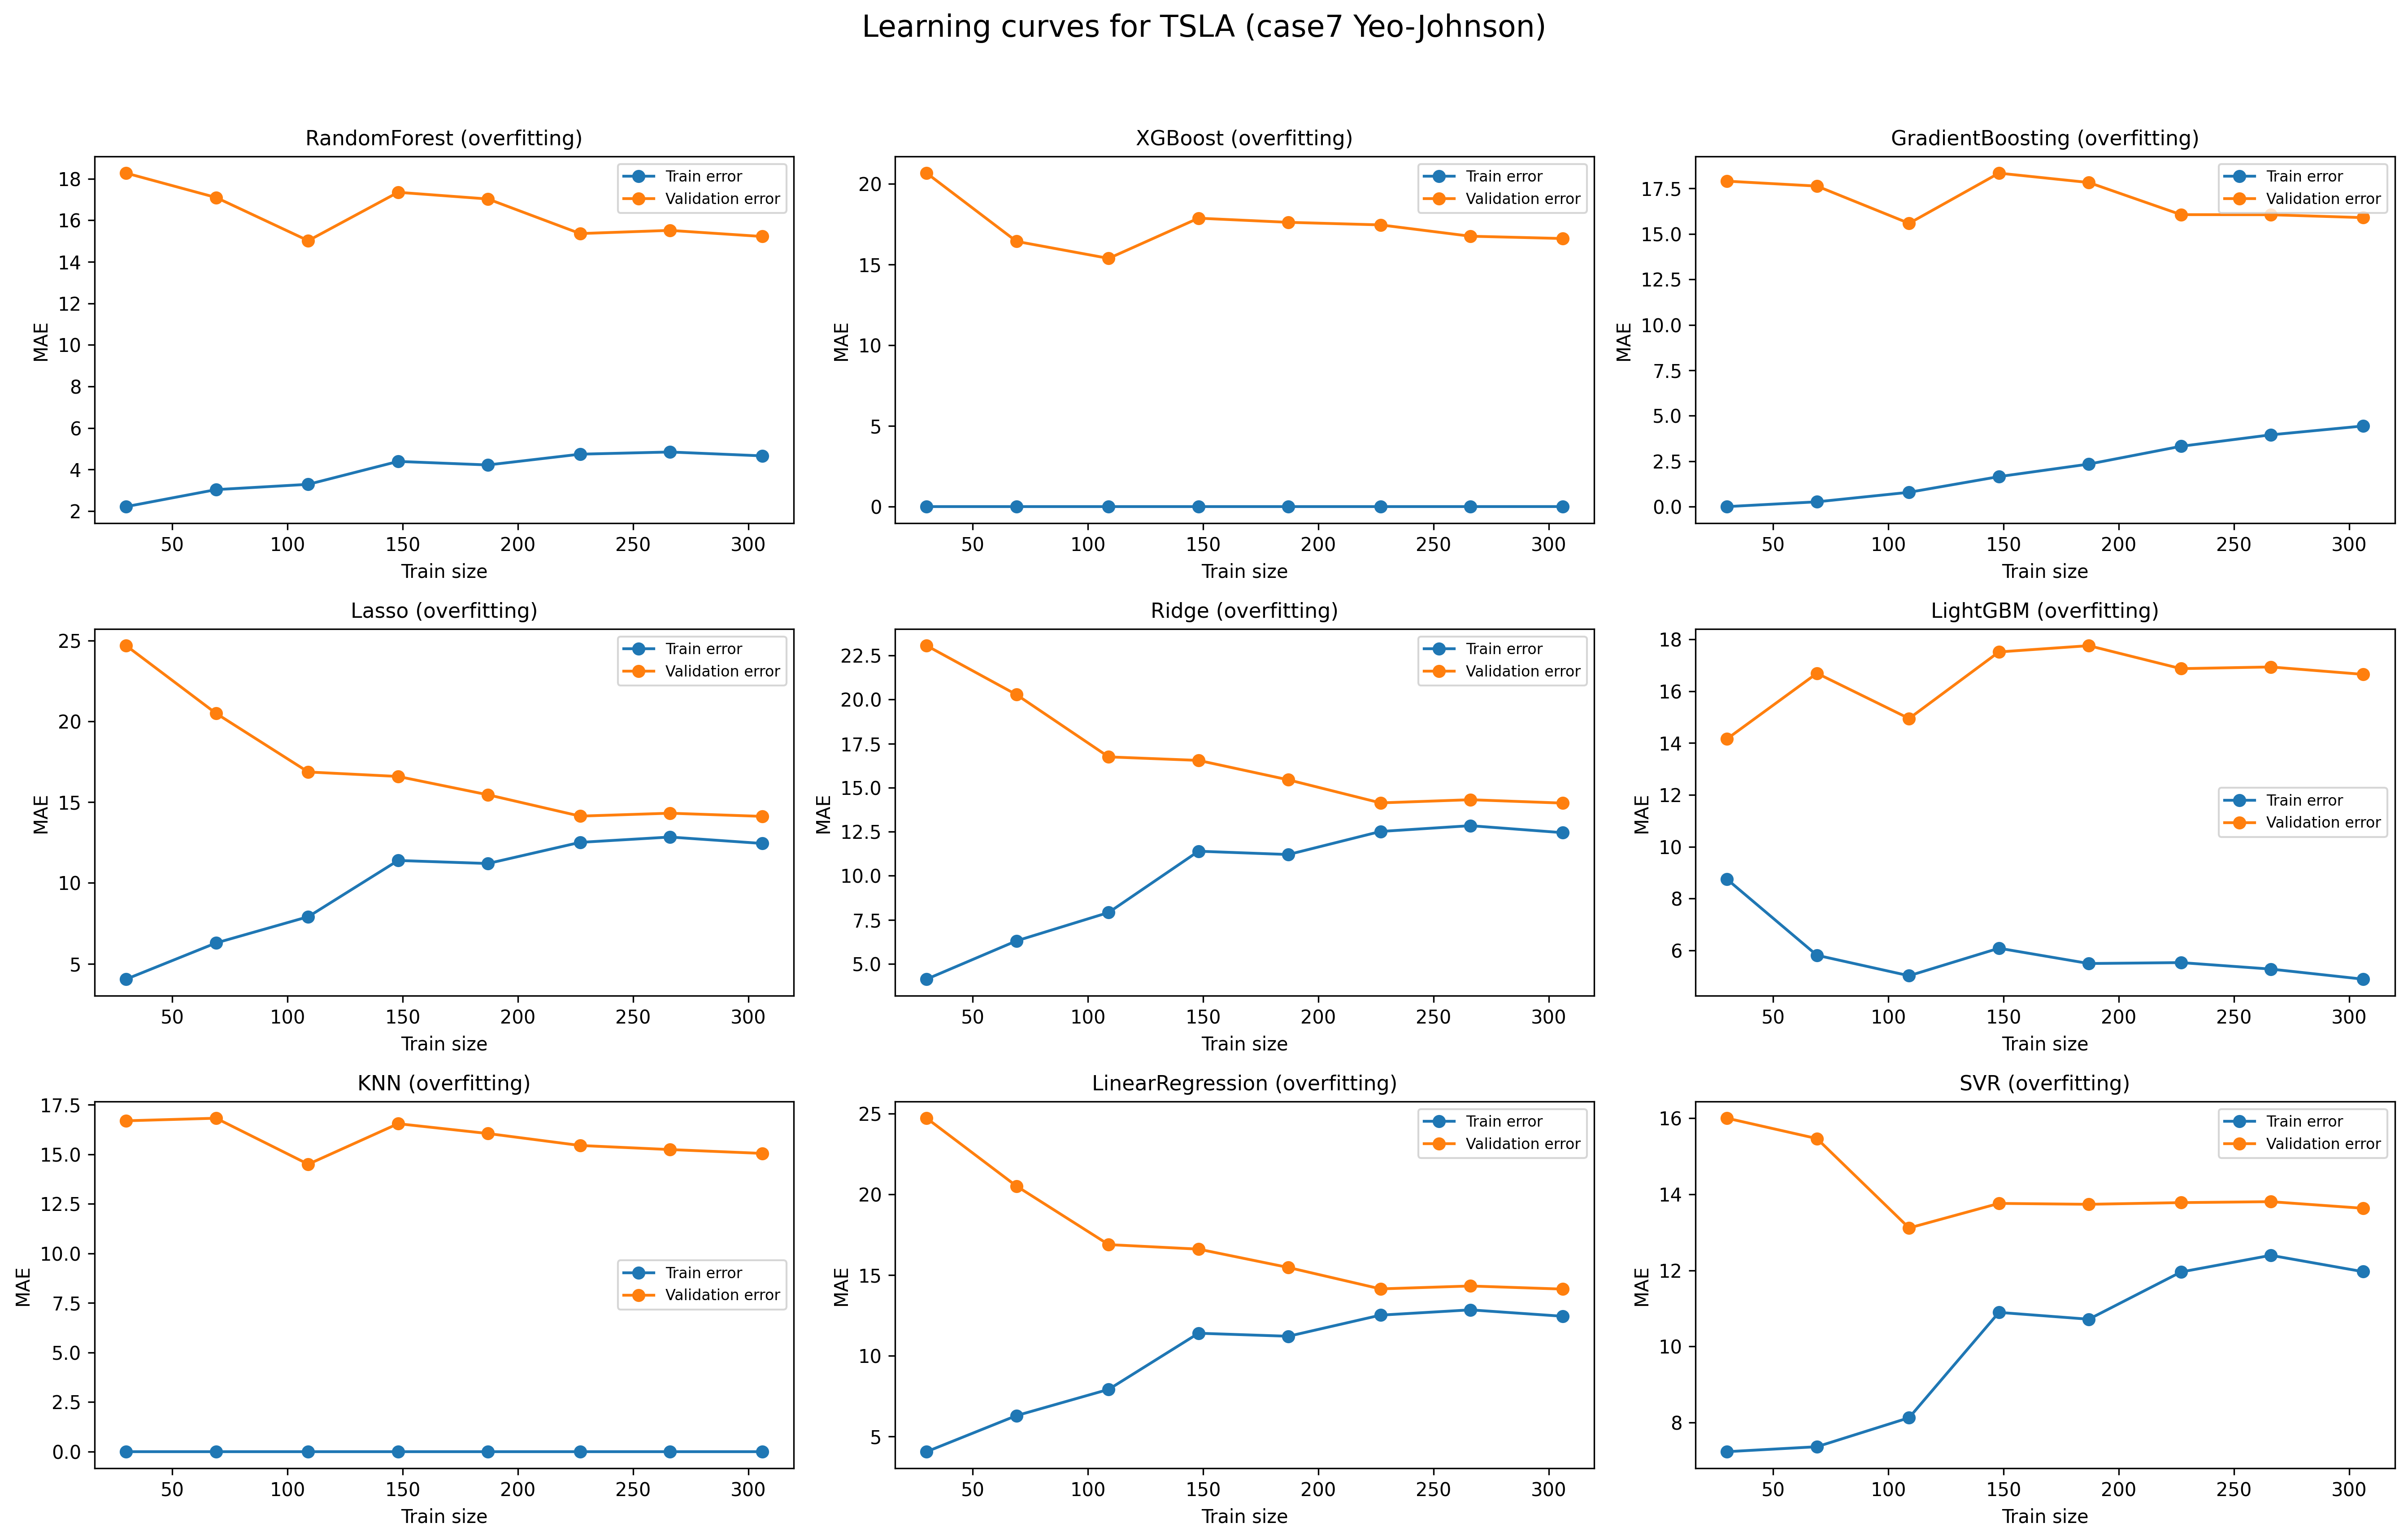 Learning curves for TSLA (case7 Yeo-Johnson)
RandomForest (overfitting)
MAE
18
16
14
12
10
8
6
4
2
50 100 150 200 250 300
Train size
Train error
Validation error
XGBoost (overfitting)
MAE
20
15
10
5
0
50 100 150 200 250 300
Train size
Train error
Validation error
GradientBoosting (overfitting)
MAE
17.5
15.0
12.5
10.0
7.5
5.0
2.5
0.0
50 100 150 200 250 300
Train size
Train error
Validation error
Lasso (overfitting)
MAE
25
20
15
10
5
50 100 150 200 250 300
Train size
Train error
Validation error
Ridge (overfitting)
MAE
22.5
20.0
17.5
15.0
12.5
10.0
7.5
5.0
50 100 150 200 250 300
Train size
Train error
Validation error
LightGBM (overfitting)
MAE
18
16
14
12
10
8
6
50 100 150 200 250 300
Train size
Train error
Validation error
KNN (overfitting)
MAE
17.5
15.0
12.5
10.0
7.5
5.0
2.5
0.0
50 100 150 200 250 300
Train size
Train error
Validation error
LinearRegression (overfitting)
MAE
25
20
15
10
5
50 100 150 200 250 300
Train size
Train error
Validation error
SVR (overfitting)
MAE
16
14
12
10
8
50 100 150 200 250 300
Train size
Train error
Validation error